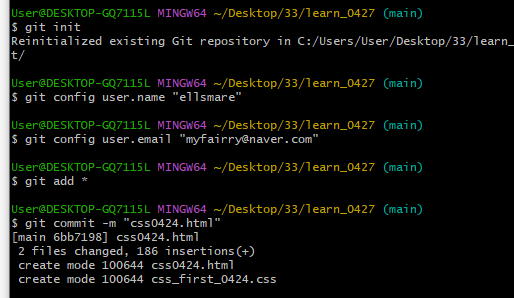 User@DESKTOP-GQ7115L MINGW64 ~/Desktop/33/learn_0427 (main)
$ git init
Reinitialized existing Git repository in C:/Users/User/Desktop/33/learn_
t/
User@DESKTOP-GQ7115L MINGW64 ~/Desktop/33/learn_0427 (main)
$ git config user.name "ellsmare"
User@DESKTOP-GQ7115L MINGW64 ~/Desktop/33/learn_0427 (main)
$ git config user.email "myfairry@naver.com"
User@DESKTOP-GQ7115L MINGW64 ~/Desktop/33/learn_0427 (main)
$ git add *
User@DESKTOP-GQ7115L MINGW64 ~/Desktop/33/learn_0427 (main)
$ git commit -m "css0424.html"
[main 6bb7198] css0424.html
2 files changed, 186 insertions(+)
create mode 100644 css0424.html
create mode 100644 css_first_0424.css